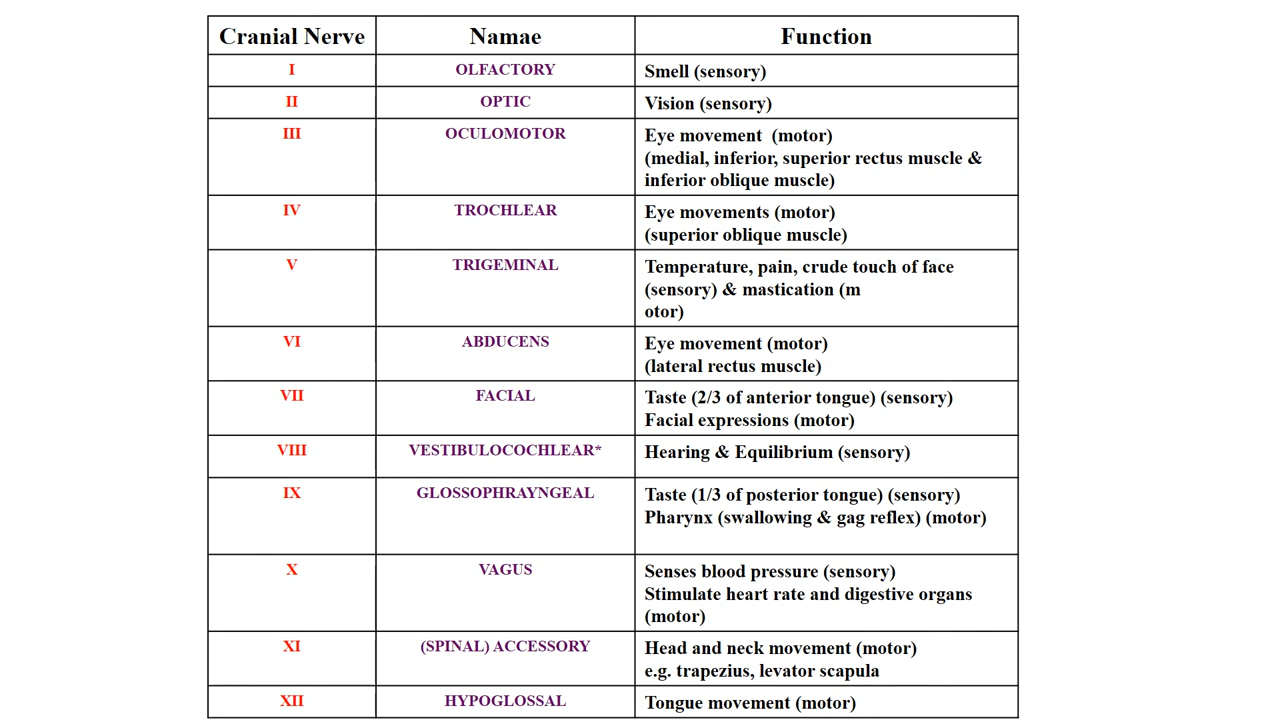 Cranial Nerve Namae Function
I OLFACTORY Smell (sensory)
II OPTIC Vision (sensory)
III OCULOMOTOR Eye movement (motor)
(medial, inferior, superior rectus muscle &
inferior oblique muscle)
IV TROCHLEAR Eye movements (motor)
(superior oblique muscle)
V TRIGEMINAL Temperature, pain, crude touch of face
(sensory) & mastication (m
otor)
VI ABDUCENS Eye movement (motor)
(lateral rectus muscle)
VII FACIAL Taste (2/3 of anterior tongue) (sensory)
Facial expressions (motor)
VIII VESTIBULOCOCHLEAR* Hearing & Equilibrium (sensory)
IX GLOSSOPHRAYNGEAL Taste (1/3 of posterior tongue) (sensory)
Pharynx (swallowing & gag reflex) (motor)
X VAGUS Senses blood pressure (sensory)
Stimulate heart rate and digestive organs
(motor)
XI (SPINAL) ACCESSORY Head and neck movement (motor)
e.g. trapezius, levator scapula
XII HYPOGLOSSAL Tongue movement (motor)